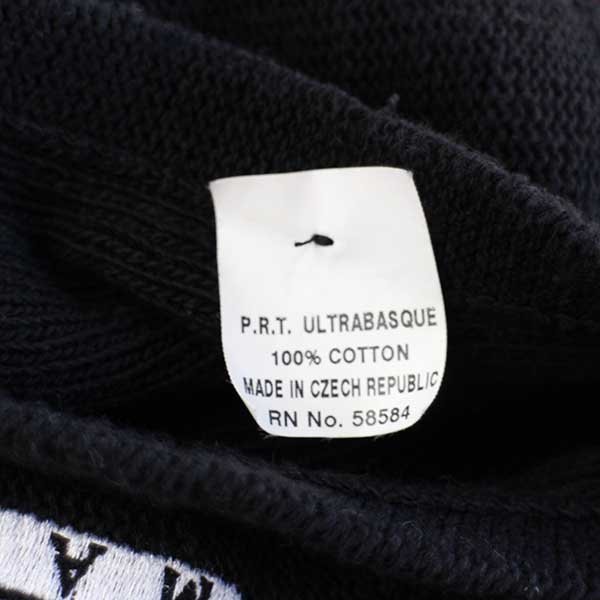 P.R.T. ULTRABASQUE
100% COTTON
MADE IN CZECH REPUBLIC
RN No. 58584
M A